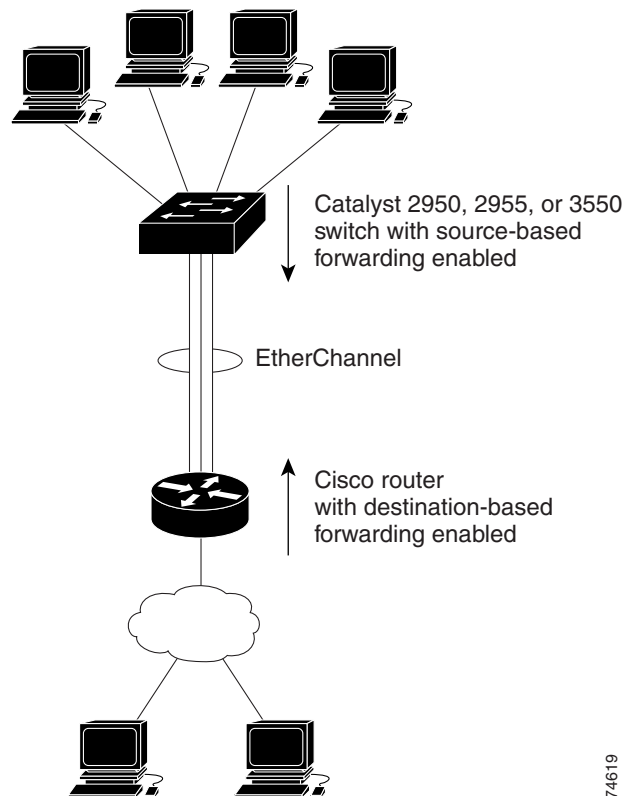 Catalyst 2950, 2955, or 3550
switch with source-based
forwarding enabled
EtherChannel
Cisco router
with destination-based
forwarding enabled
74619